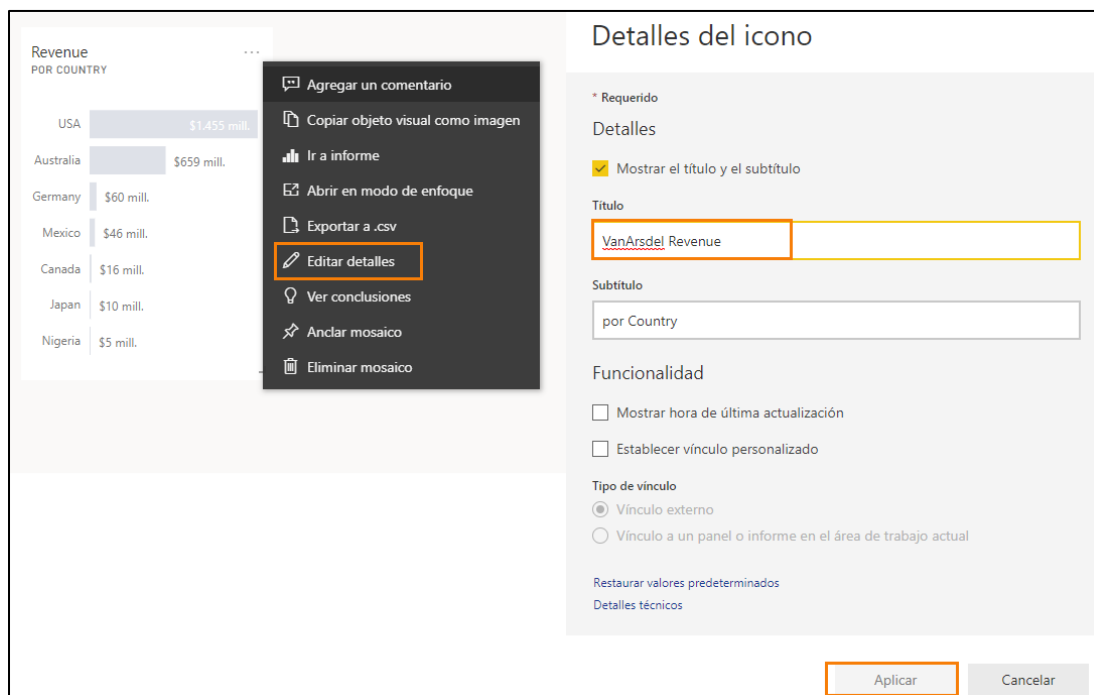 Revenue
POR COUNTRY
USA $1.455 mill.
Australia $659 mill.
Germany $60 mill.
Mexico $46 mill.
Canada $16 mill.
Japan $10 mill.
Nigeria $5 mill.
Agregar un comentario
Copiar objeto visual como imagen
Ir a informe
Abrir en modo de enfoque
Exportar a .csv
Editar detalles
Ver conclusiones
Anclar mosaico
Eliminar mosaico
Detalles del icono
* Requerido
Detalles
Mostrar el título y el subtítulo
Título
VanArsdel Revenue
Subtítulo
por Country
Funcionalidad
Mostrar hora de última actualización
Establecer vínculo personalizado
Tipo de vínculo
Vínculo externo
Vínculo a un panel o informe en el área de trabajo actual
Restaurar valores predeterminados
Detalles técnicos
Aplicar Cancelar